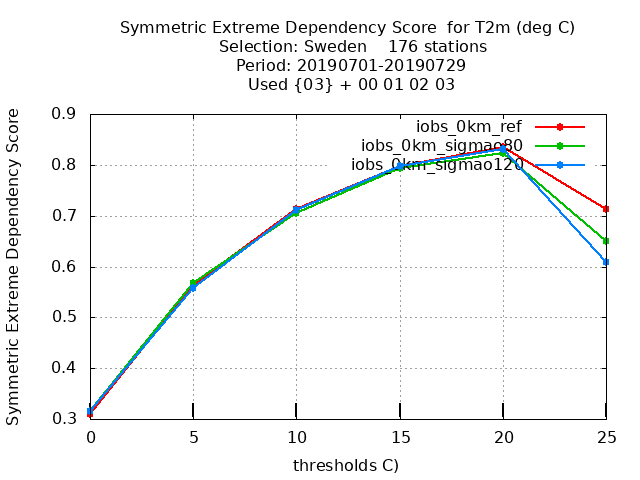 Symmetric Extreme Dependency Score  for T2m (deg C)
Selection: Sweden    176 stations
Period: 20190701-20190729
Used {03} + 00 01 02 03
Symmetric Extreme Dependency Score
0.9
0.8
0.7
0.6
0.5
0.4
0.3
iobs_0km_ref
iobs_0km_sigmao80
iobs_0km_sigmao120
0
5
10
15
20
25
thresholds C)